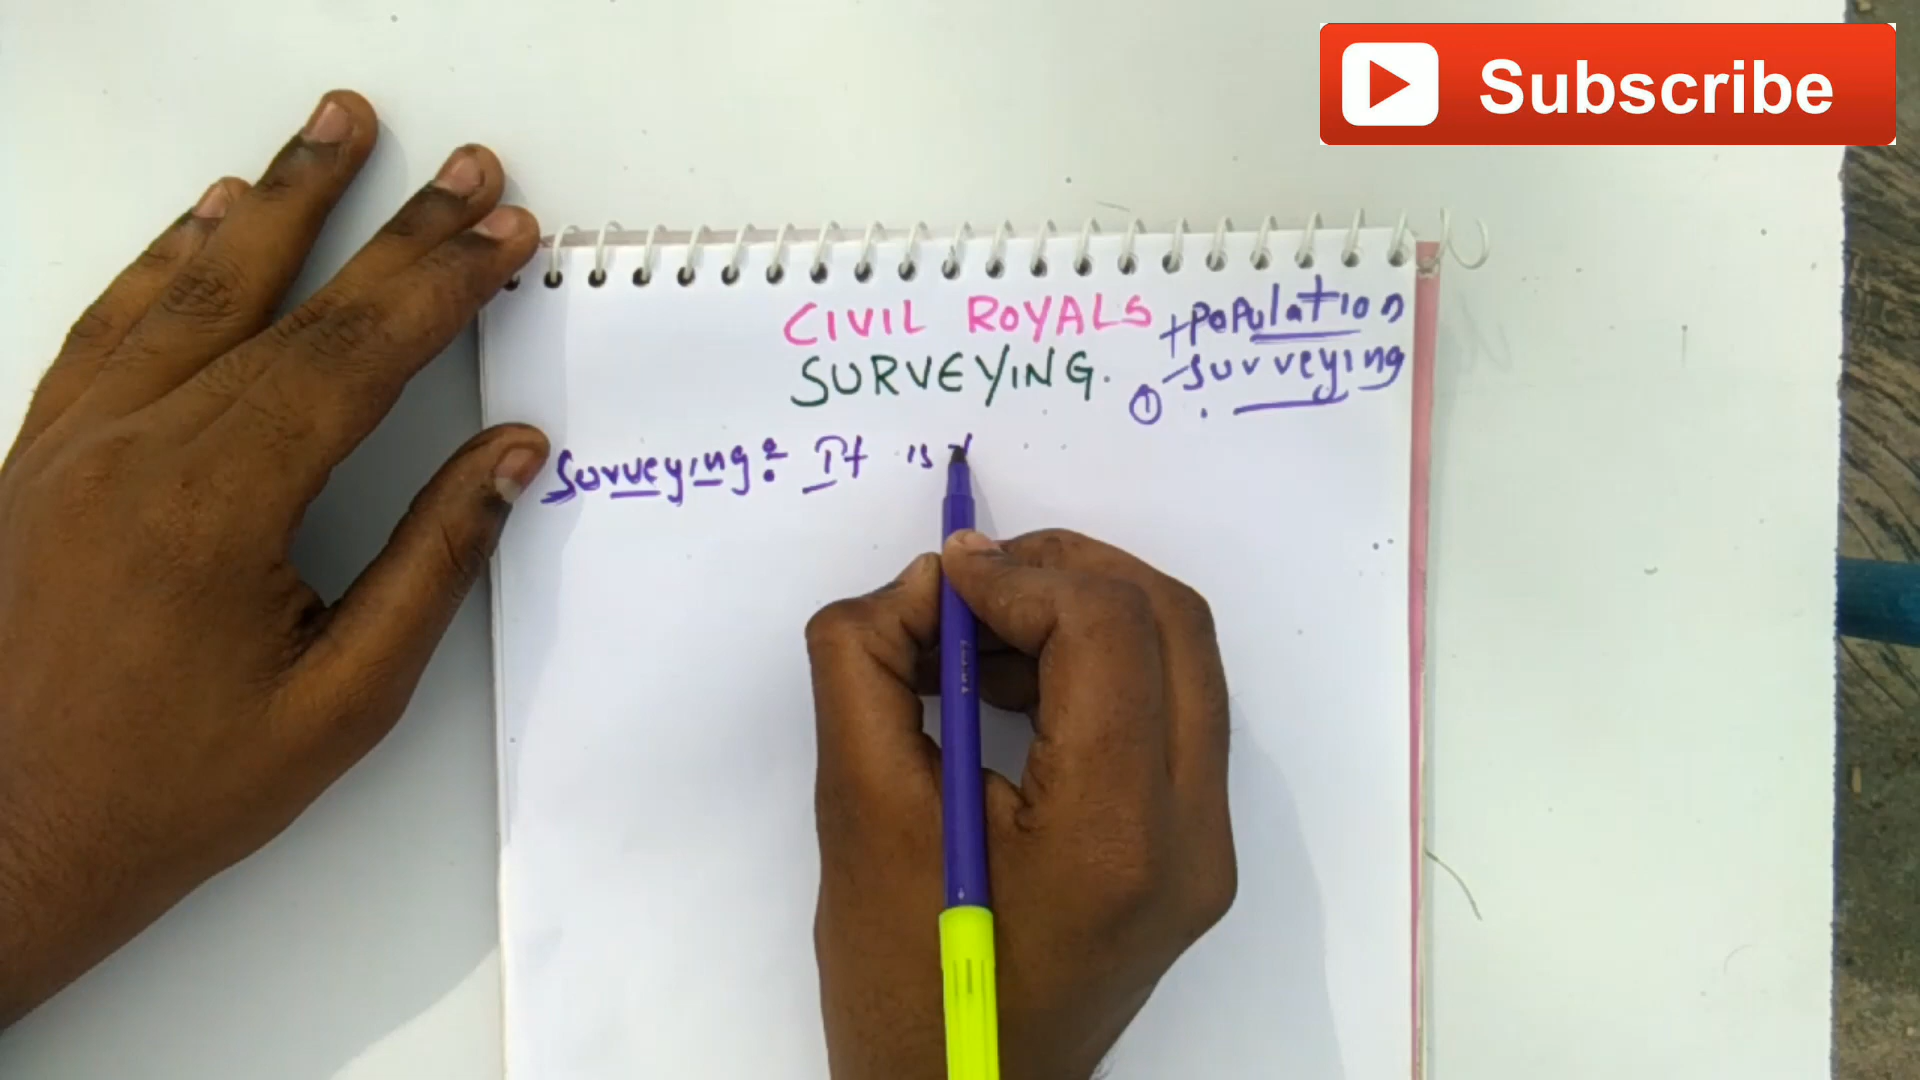 Subscribe
CIVIL ROYALS
SURVEYING.
+population
-surveying
①
Surveying: It is